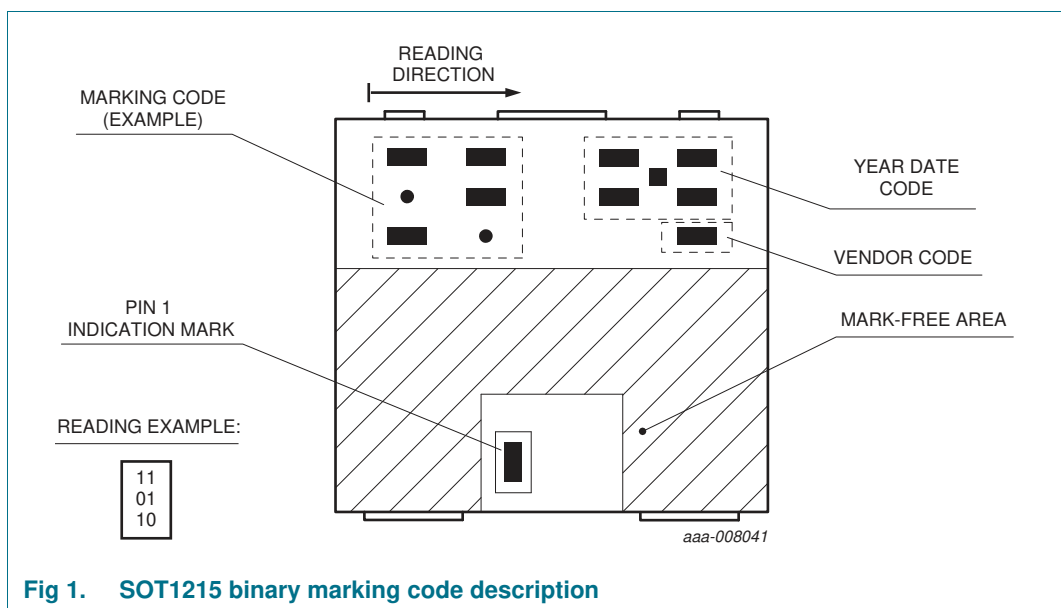 READING
DIRECTION
MARKING CODE
(EXAMPLE)
YEAR DATE
CODE
VENDOR CODE
PIN 1
INDICATION MARK
MARK-FREE AREA
READING EXAMPLE:
11
01
10
aaa-008041
Fig 1. SOT1215 binary marking code description